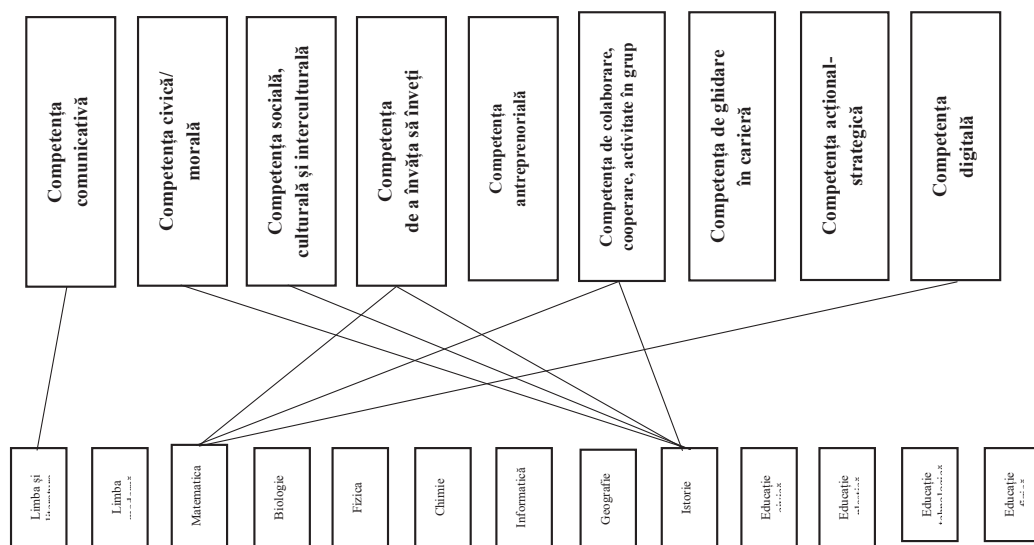 Competența
comunicativă
Competența civică/
morală
Competența socială,
culturală și interculturală
Competența
de a învăța să înveți
Competența
antreprenorială
Competența de colaborare,
cooperare, activitate în grup
Competența de ghidare
în carieră
Competența acțional-
strategică
Competența
digitală
Limba și
Limba
Matematica
Biologie
Fizica
Chimie
Informatică
Geografie
Istorie
Educație
Educație
Educație
Educație